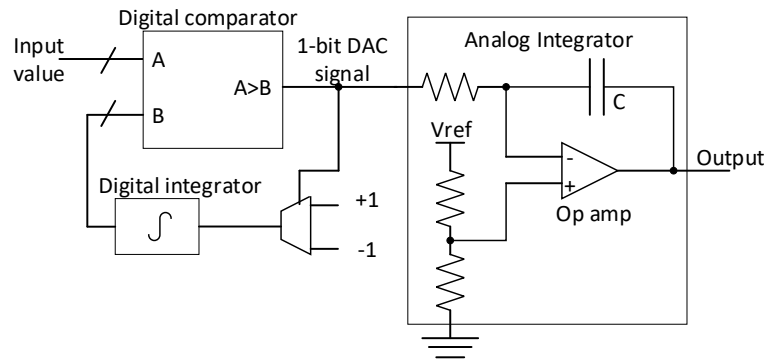 Digital comparator
Input
value
A
B
A>B
1-bit DAC
signal
Analog Integrator
C
Vref
-
+
Op amp
Output
Digital integrator
∫
+1
-1